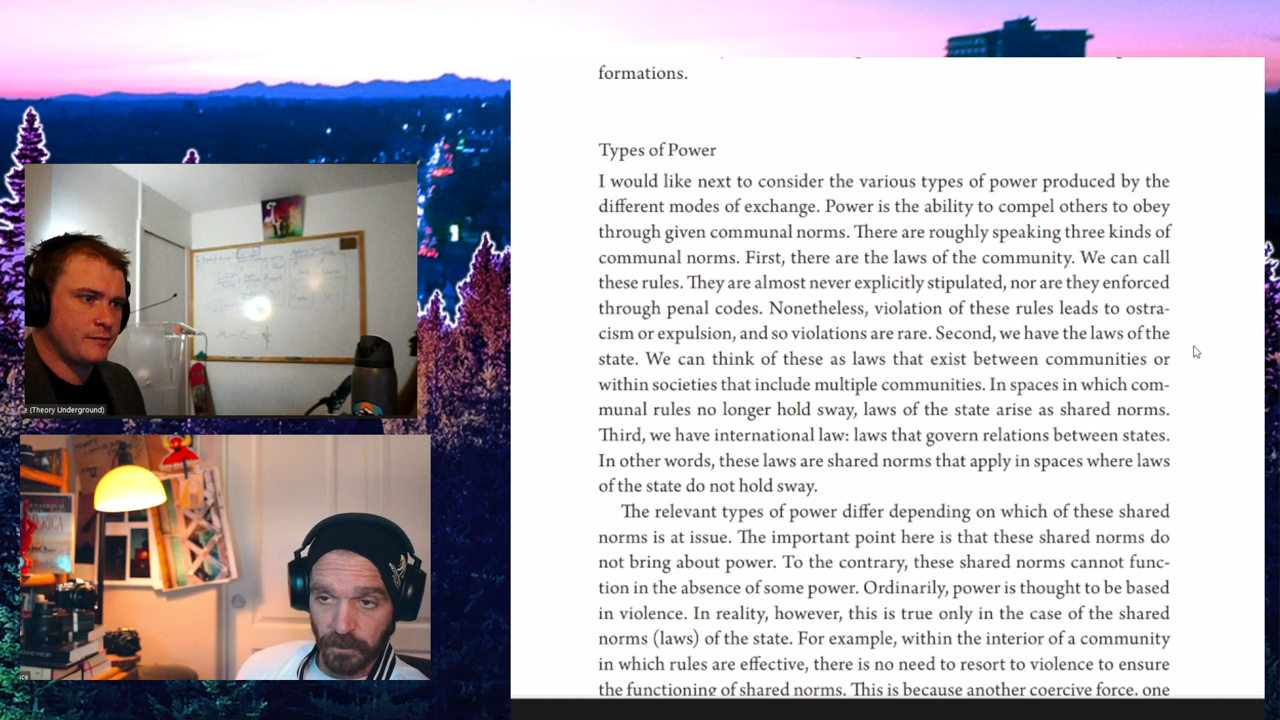 formations.
Types of Power
I would like next to consider the various types of power produced by the
different modes of exchange. Power is the ability to compel others to obey
through given communal norms. There are roughly speaking three kinds of
communal norms. First, there are the laws of the community. We can call
these rules. They are almost never explicitly stipulated, nor are they enforced
through penal codes. Nonetheless, violation of these rules leads to ostra-
cism or expulsion, and so violations are rare. Second, we have the laws of the
state. We can think of these as laws that exist between communities or
within societies that include multiple communities. In spaces in which com-
munal rules no longer hold sway, laws of the state arise as shared norms.
Third, we have international law: laws that govern relations between states.
In other words, these laws are shared norms that apply in spaces where laws
of the state do not hold sway.
The relevant types of power differ depending on which of these shared
norms is at issue. The important point here is that these shared norms do
not bring about power. To the contrary, these shared norms cannot func-
tion in the absence of some power. Ordinarily, power is thought to be based
in violence. In reality, however, this is true only in the case of the shared
norms (laws) of the state. For example, within the interior of a community
in which rules are effective, there is no need to resort to violence to ensure
the functioning of shared norms. This is because another coercive force, one
e (Theory Underground)